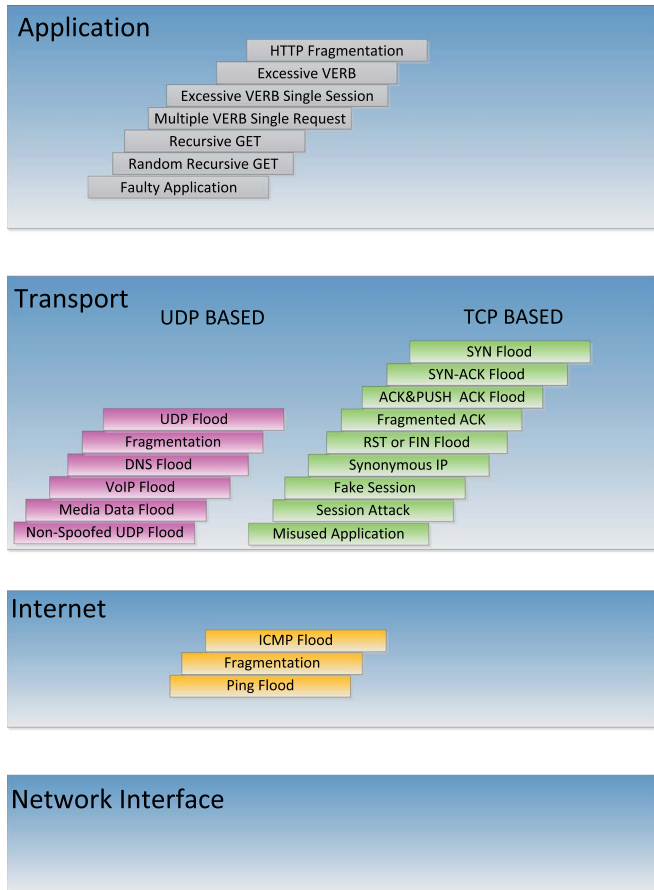 Application
HTTP Fragmentation
Excessive VERB
Excessive VERB Single Session
Multiple VERB Single Request
Recursive GET
Random Recursive GET
Faulty Application
Transport
UDP BASED
UDP Flood
Fragmentation
DNS Flood
VoIP Flood
Media Data Flood
Non-Spoofed UDP Flood
TCP BASED
SYN Flood
SYN-ACK Flood
ACK&PUSH ACK Flood
Fragmented ACK
RST or FIN Flood
Synonymous IP
Fake Session
Session Attack
Misused Application
Internet
ICMP Flood
Fragmentation
Ping Flood
Network Interface